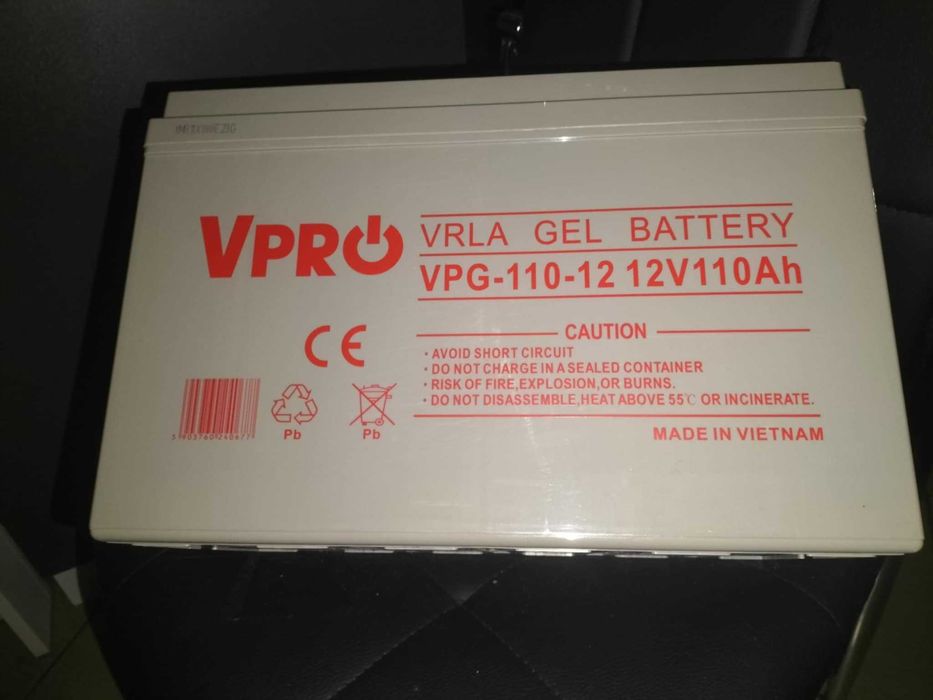 VPRO
VRLA GEL BATTERY
VPG-110-12 12V110Ah
CE
CAUTION
· AVOID SHORT CIRCUIT
· DO NOT CHARGE IN A SEALED CONTAINER
· RISK OF FIRE,EXPLOSION,OR BURNS.
· DO NOT DISASSEMBLE,HEAT ABOVE 55℃ OR INCINERATE.
5903760240677
Pb
Pb
MADE IN VIETNAM